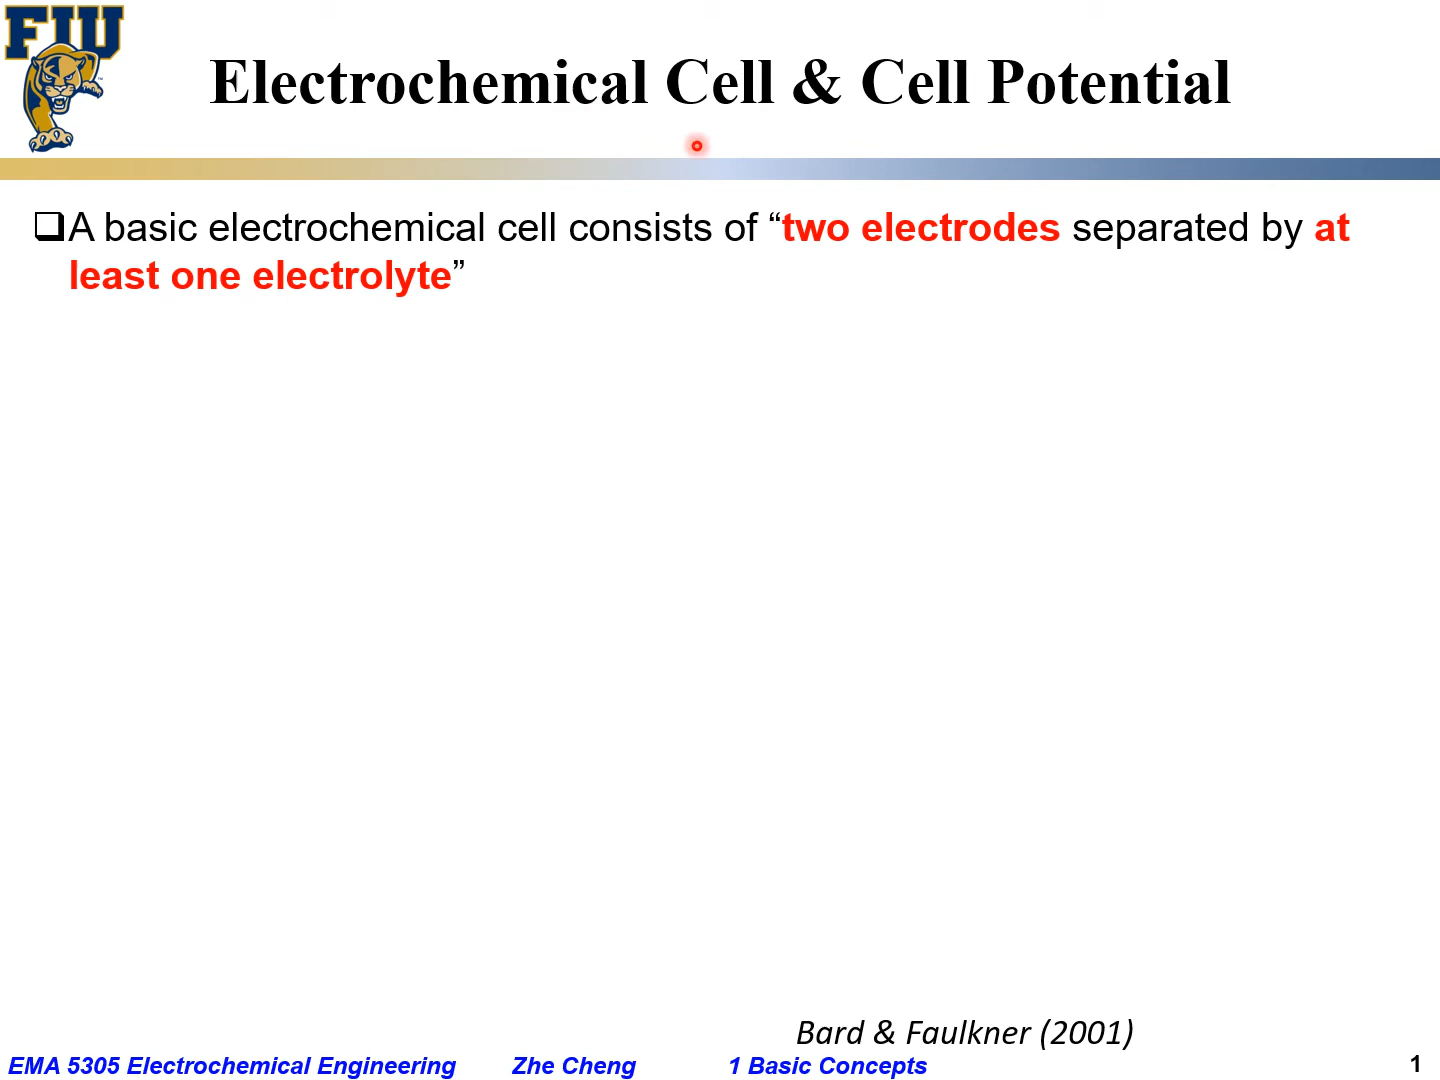 FIU
Electrochemical Cell & Cell Potential
A basic electrochemical cell consists of “two electrodes separated by at
least one electrolyte”
Bard & Faulkner (2001)
EMA 5305 Electrochemical Engineering Zhe Cheng 1 Basic Concepts 1